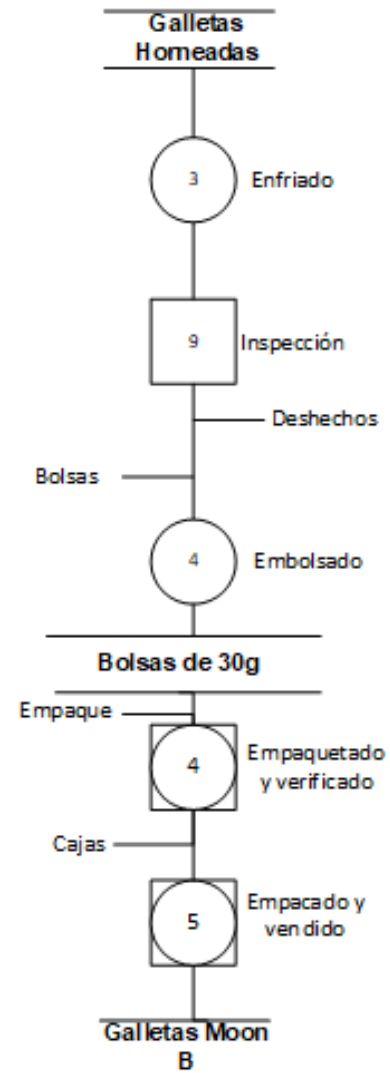 Galletas
Horneadas
3
Enfriado
9
Inspección
Deshechos
Bolsas
4
Embolsado
Bolsas de 30g
Empaque
4
Empaquetado
y verificado
Cajas
5
Empacado y
vendido
Galletas Moon
B